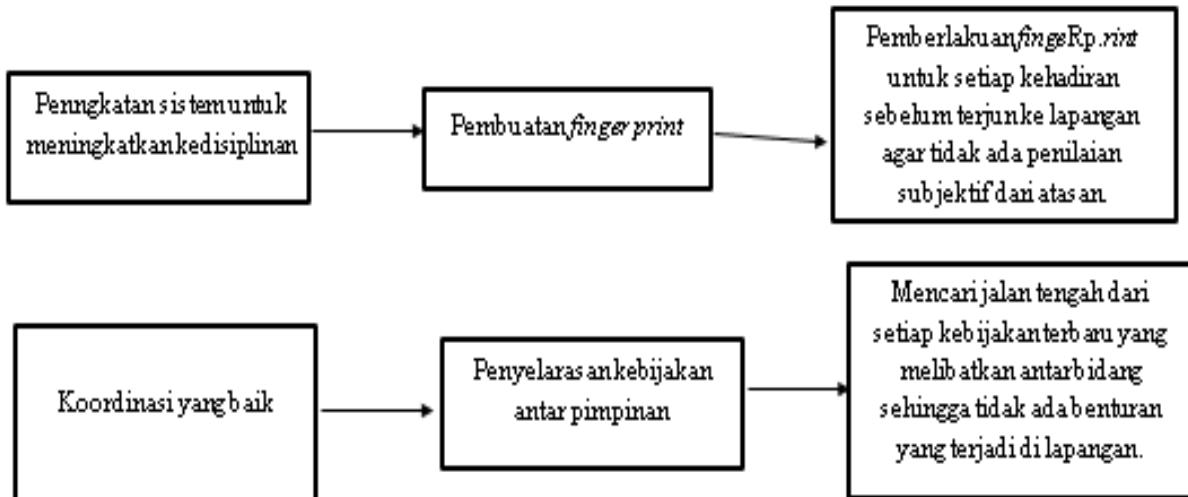 Penngkatan sistem untuk
meningkatkan kedisiplinan
Pembuatan finger print
Pemberlakuan fingeRp.rint
untuk setiap kehadiran
sebelum terjun ke lapangan
agar tidak ada penilaian
subjektif dari atasan.
Koordinasi yang baik
Penyelarasan kebijakan
antar pimpinan
Mencari jalan tengah dari
setiap kebijakan terbaru yang
melibatkan antarbidang
sehingga tidak ada benturan
yang terjadi di lapangan.